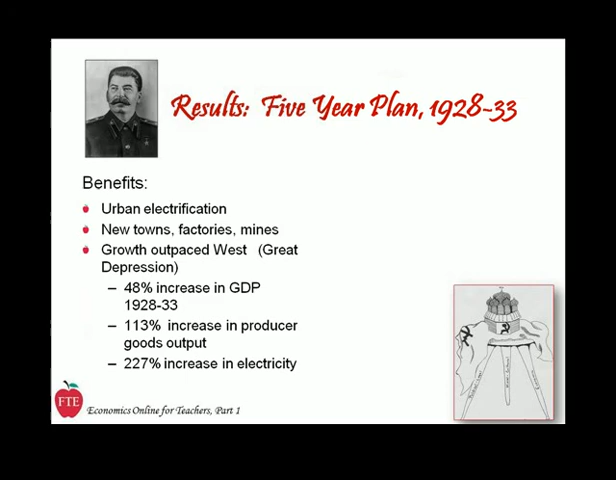 Results: Five Year Plan, 1928-33
Benefits:
Urban electrification
New towns, factories, mines
Growth outpaced West (Great
Depression)
– 48% increase in GDP
1928-33
– 113% increase in producer
goods output
– 227% increase in electricity
FTE
Economics Online for Teachers, Part 1